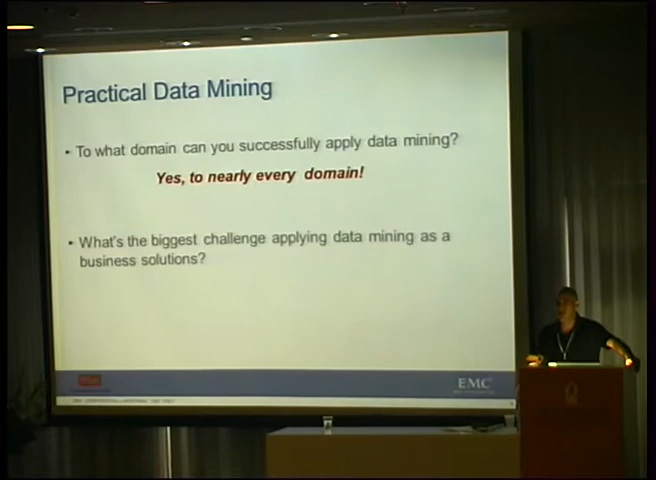 Practical Data Mining
• To what domain can you successfully apply data mining?
Yes, to nearly every domain!
• What's the biggest challenge applying data mining as a
business solutions?
RSA
EMC